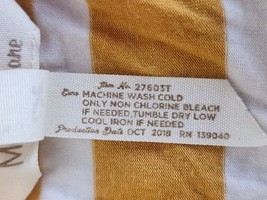 Item No. 27603T
Care MACHINE WASH COLD
ONLY NON CHLORINE BLEACH
IF NEEDED, TUMBLE DRY LOW
COOL IRON IF NEEDED
Production Date OCT 2018 RN 139040